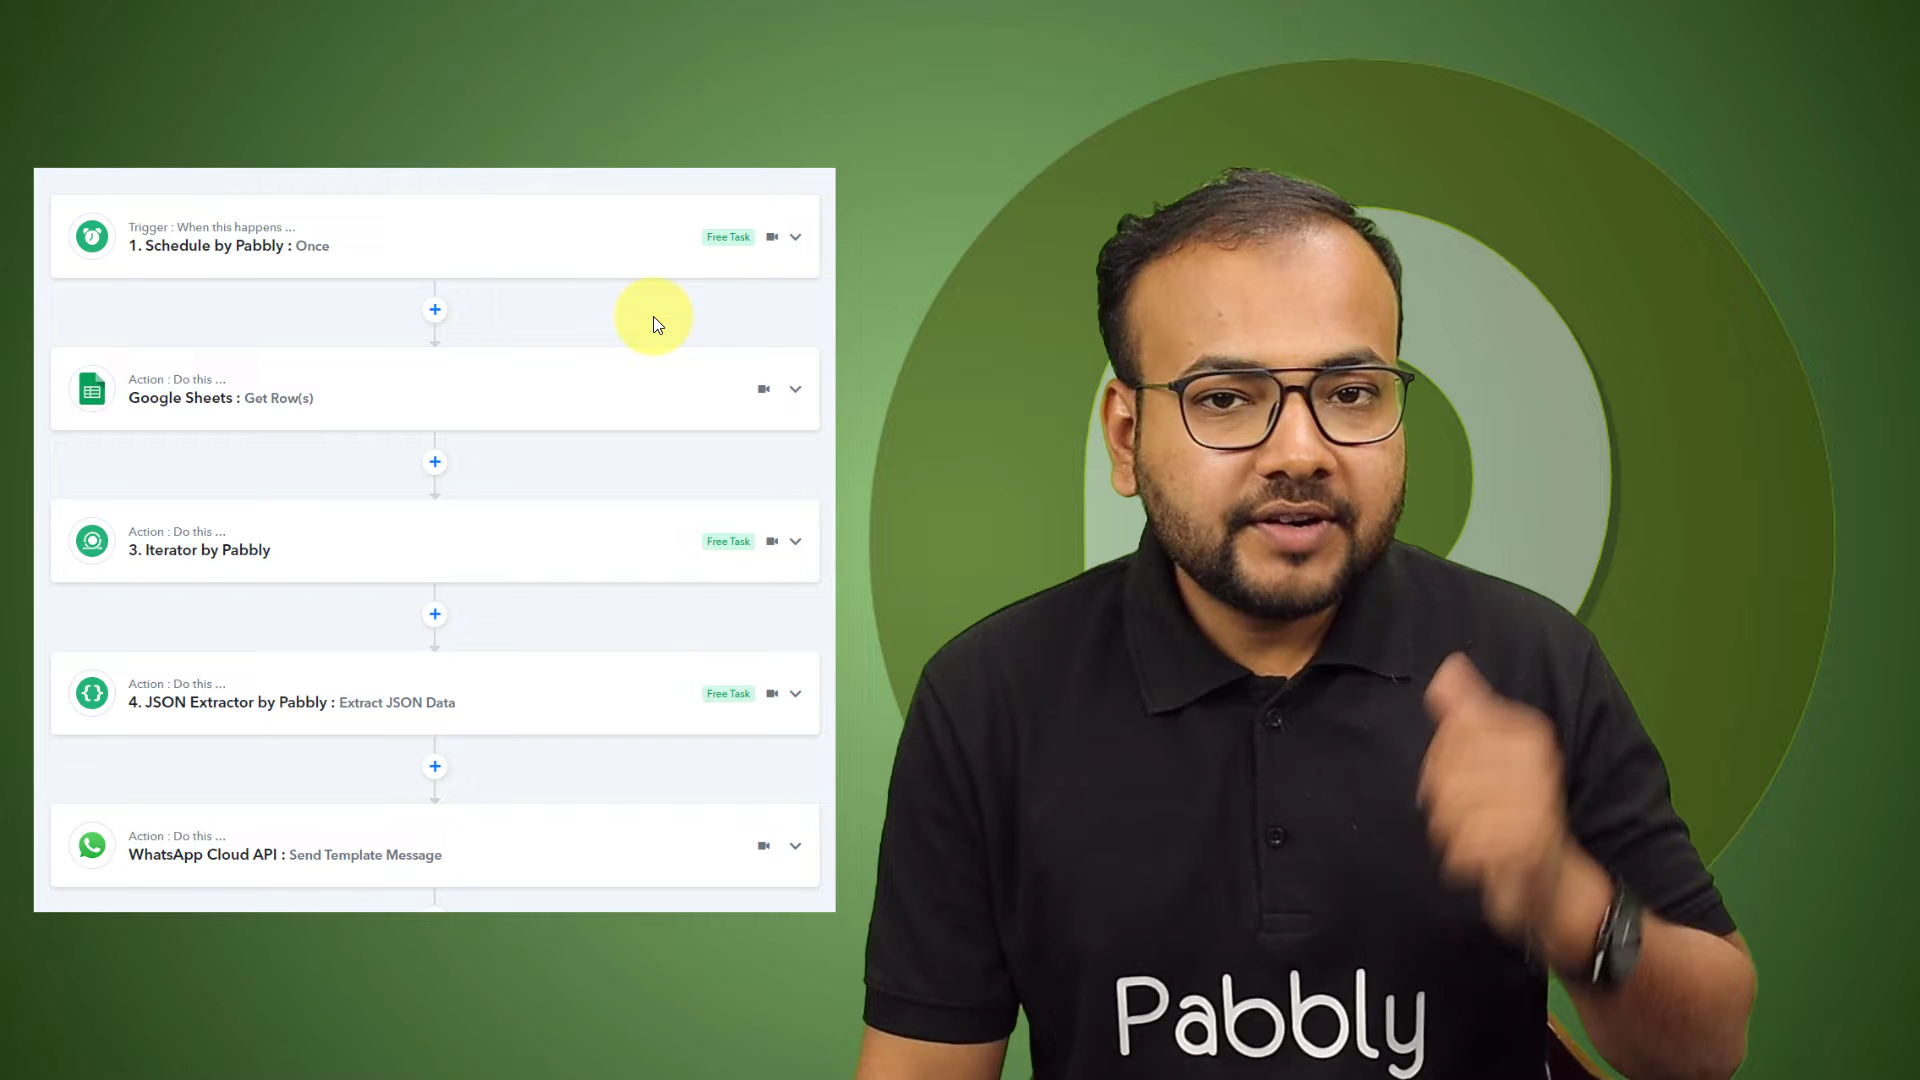 Trigger : When this happens ...
1. Schedule by Pabbly : Once
Free Task
Action : Do this ...
Google Sheets : Get Row(s)
Action : Do this ...
3. Iterator by Pabbly
Free Task
Action : Do this ...
4. JSON Extractor by Pabbly : Extract JSON Data
Free Task
Action : Do this ...
WhatsApp Cloud API : Send Template Message
Pabbly